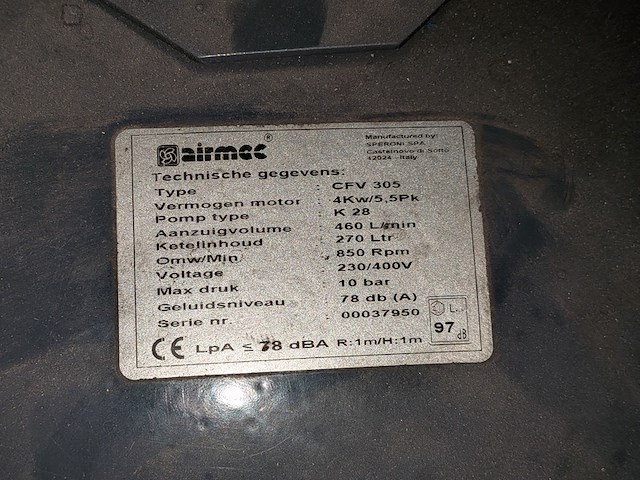 airmec ®
Manufactured by:
SPERONI SPA
Castelnovo di Sotto
42024 - Italy
Technische gegevens:
Type : CFV 305
Vermogen motor : 4Kw/5,5Pk
Pomp type : K 28
Aanzuigvolume : 460 L/min
Ketelinhoud : 270 Ltr
Omw/Min : 850 Rpm
Voltage : 230/400V
Max druk : 10 bar
Geluidsniveau : 78 db (A)
Serie nr. : 00037950
CE LpA ≤ 78 dBA R:1m/H:1m
97
dB